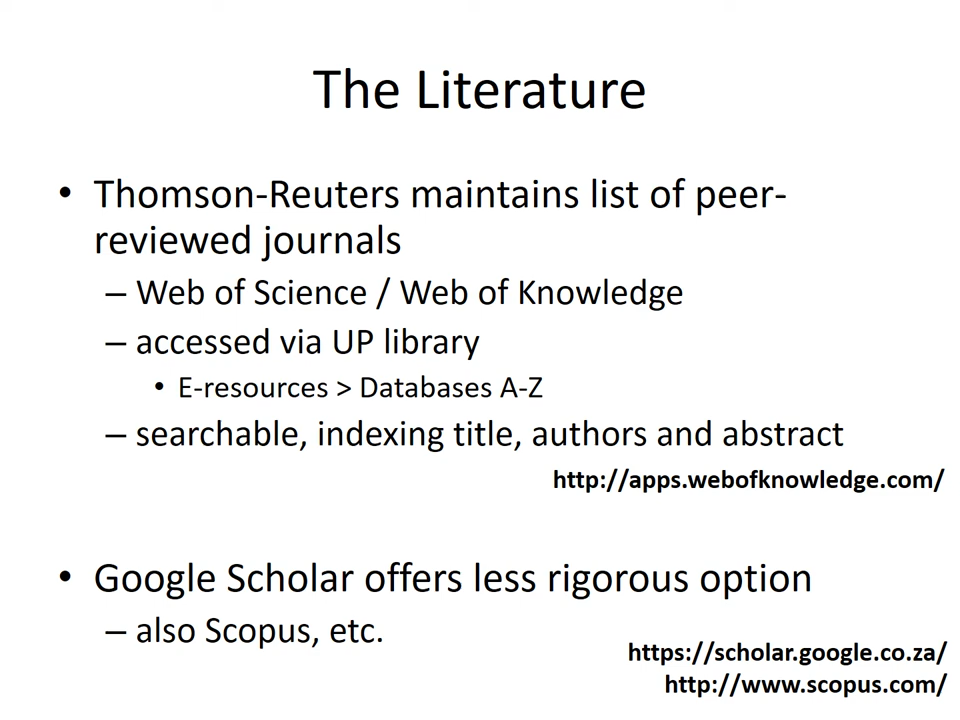 The Literature
• Thomson-Reuters maintains list of peer-
reviewed journals
– Web of Science / Web of Knowledge
– accessed via UP library
• E-resources > Databases A-Z
– searchable, indexing title, authors and abstract
http://apps.webofknowledge.com/
• Google Scholar offers less rigorous option
– also Scopus, etc.
https://scholar.google.co.za/
http://www.scopus.com/